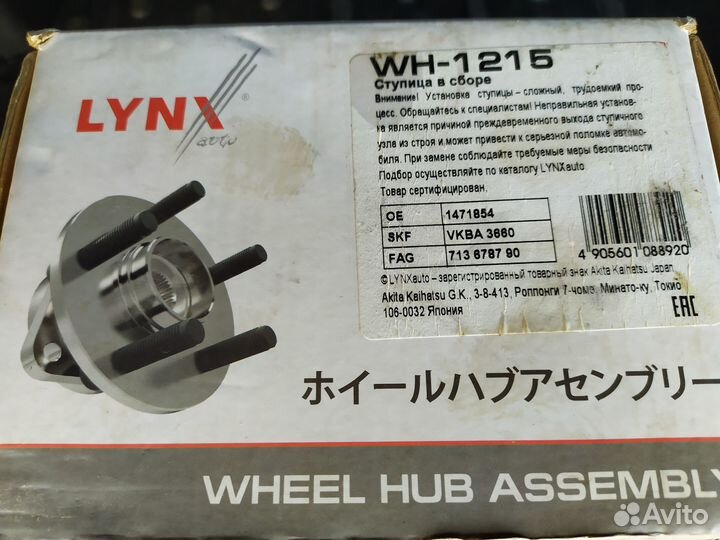 LYNX
auto
®
WH-1215
Ступица в сборе
Внимание! Установка ступицы – сложный, трудоемкий про-
цесс. Обращайтесь к специалистам! Неправильная установ-
ка является причиной преждевременного выхода ступичного
узла из строя и может привести к серьезной поломке автомо-
биля. При замене соблюдайте требуемые меры безопасности
Подбор осуществляйте по каталогу LYNXauto
Товар сертифицирован.
OE 1471854
SKF VKBA 3660
FAG 713 6787 90
4 905601 088920
© LYNXauto – зарегистрированный товарный знак Akita Kaihatsu Japan.
Akita Kaihatsu G.K., 3-8-413, Роппонги 7-чоме, Минато-ку, Токио
106-0032 Япония
EAC
ホイールハブアセンブリー
WHEEL HUB ASSEMBLY
Avito